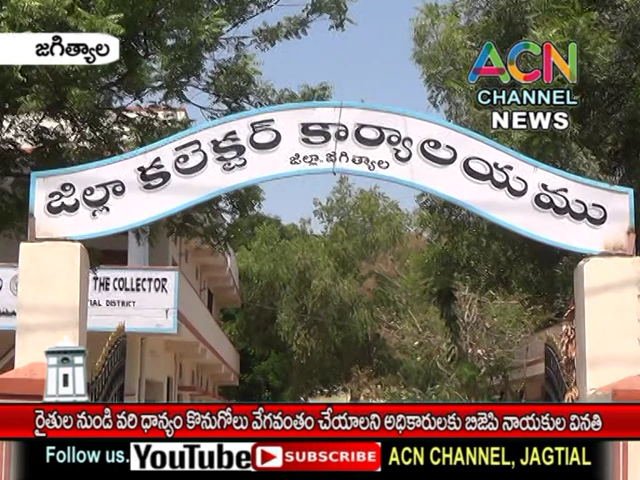 జగిత్యాల
ACN
CHANNEL
NEWS
జిల్లా కలెక్టర్ కార్యాలయము
జిల్లా.జగిత్యాల
THE COLLECTOR
DISTRICT
రైతుల నుండి వరి ధాన్యం కొనుగోలు వేగవంతం చేయాలని అధికారులకు బిజెపి నాయకుల వినతి
Follow us. YouTube SUBSCRIBE ACN CHANNEL, JAGTIAL